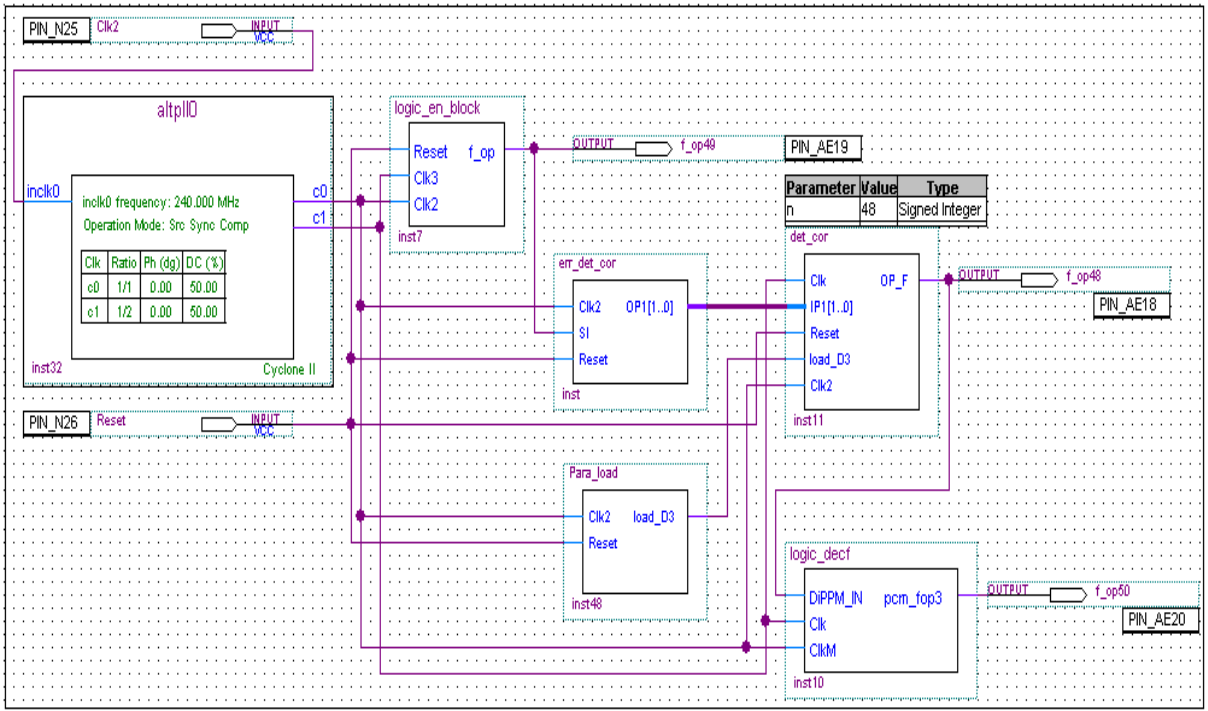 PIN_N25 Clk2 INPUT
VCC
altpll0
inclk0
inclk0 frequency: 240.000 MHz
Operation Mode: Src Sync Comp
Clk Ratio Ph (dg) DC (%)
c0 1/1 0.00 50.00
c1 1/2 0.00 50.00
c0
c1
inst32
Cyclone II
PIN_N26 Reset INPUT
VCC
logic_en_block
Reset f_op
Clk3
Clk2
inst7
OUTPUT f_op49
PIN_AE19
Parameter Value Type
n 48 Signed Integer
err_det_cor
Clk2 OP1[1..0]
SI
Reset
inst
det_cor
Clk OP_F
IP1[1..0]
Reset
load_D3
Clk2
inst11
OUTPUT f_op48
PIN_AE18
Para_load
Clk2 load_D3
Reset
inst48
logic_decf
DiPPM_IN pcm_fop3
Clk
ClkM
inst10
OUTPUT f_op50
PIN_AE20